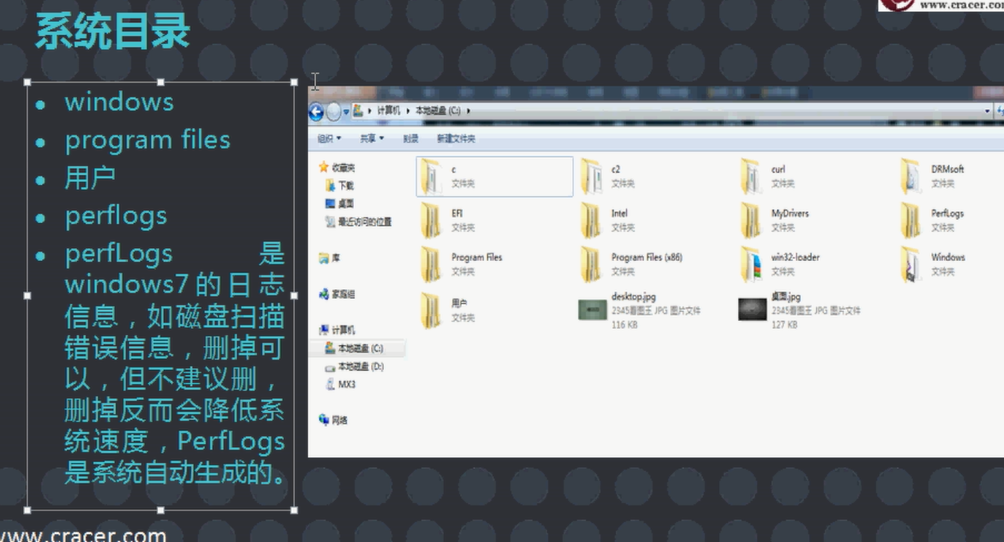 www.cracer.com
系统目录
windows
program files
用户
perflogs
perfLogs 是
windows7的日志
信息，如磁盘扫描
错误信息，删掉可
以，但不建议删，
删掉反而会降低系
统速度，PerfLogs
是系统自动生成的。
计算机 本地磁盘 (C:)
组织 共享 刻录 新建文件夹
收藏夹
下载
桌面
最近访问的位置
库
家庭组
计算机
本地磁盘 (C:)
本地磁盘 (D:)
MX3
网络
c
文件夹
c2
文件夹
curl
文件夹
DRMsoft
文件夹
EFI
文件夹
Intel
文件夹
MyDrivers
文件夹
PerfLogs
文件夹
Program Files
文件夹
Program Files (x86)
文件夹
win32-loader
文件夹
Windows
文件夹
用户
文件夹
desktop.jpg
2345看图王 JPG 图片文件
116 KB
桌面.jpg
2345看图王 JPG 图片文件
127 KB
www.cracer.com